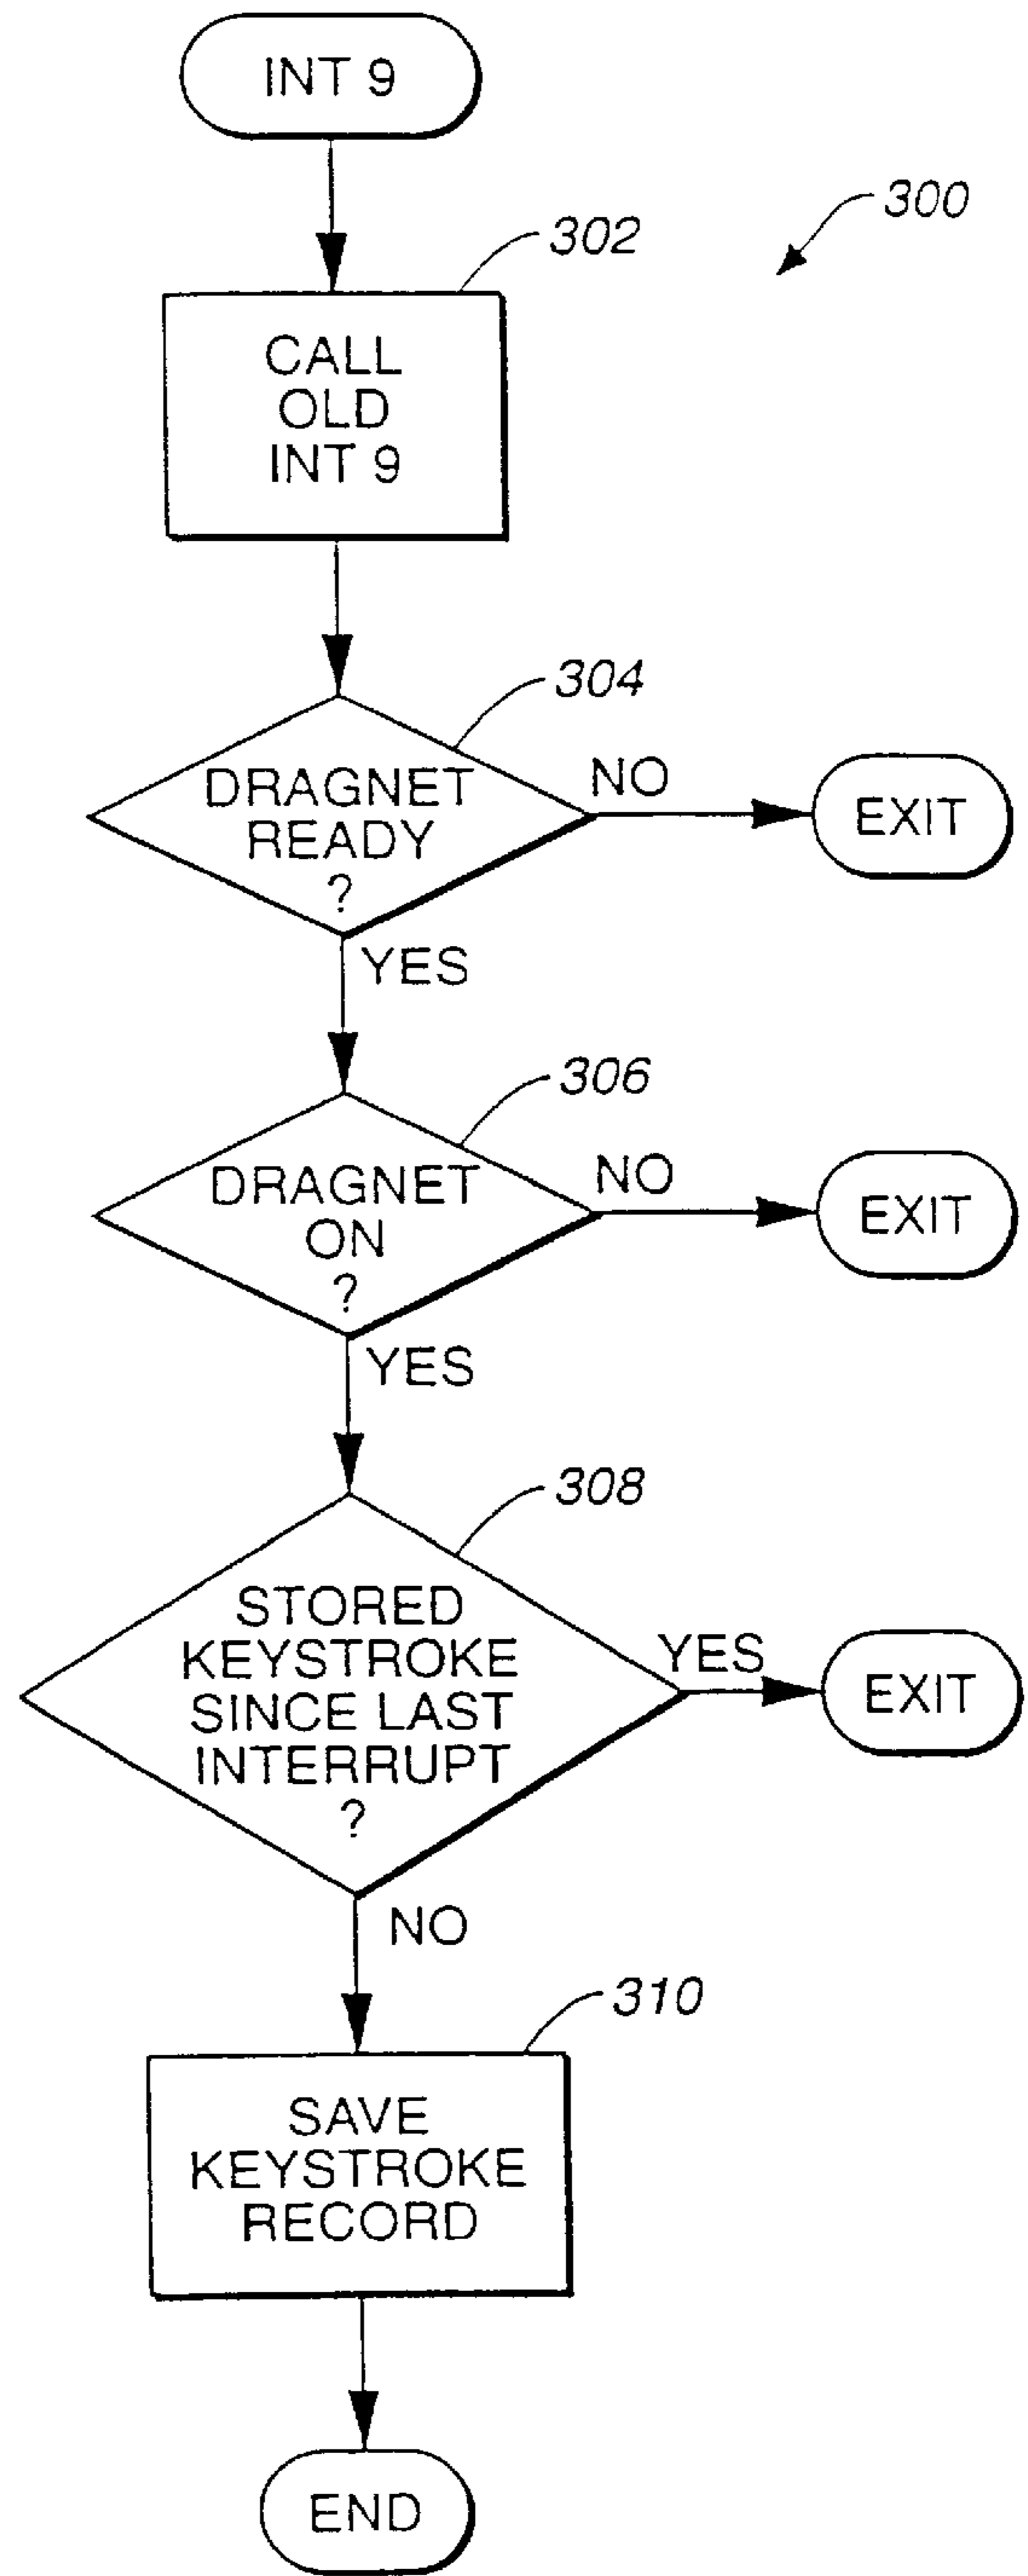 INT 9
300
302
CALL
OLD
INT 9
304
DRAGNET
READY
?
NO
EXIT
YES
306
DRAGNET
ON
?
NO
EXIT
YES
308
STORED
KEYSTROKE
SINCE LAST
INTERRUPT
?
YES
EXIT
NO
310
SAVE
KEYSTROKE
RECORD
END